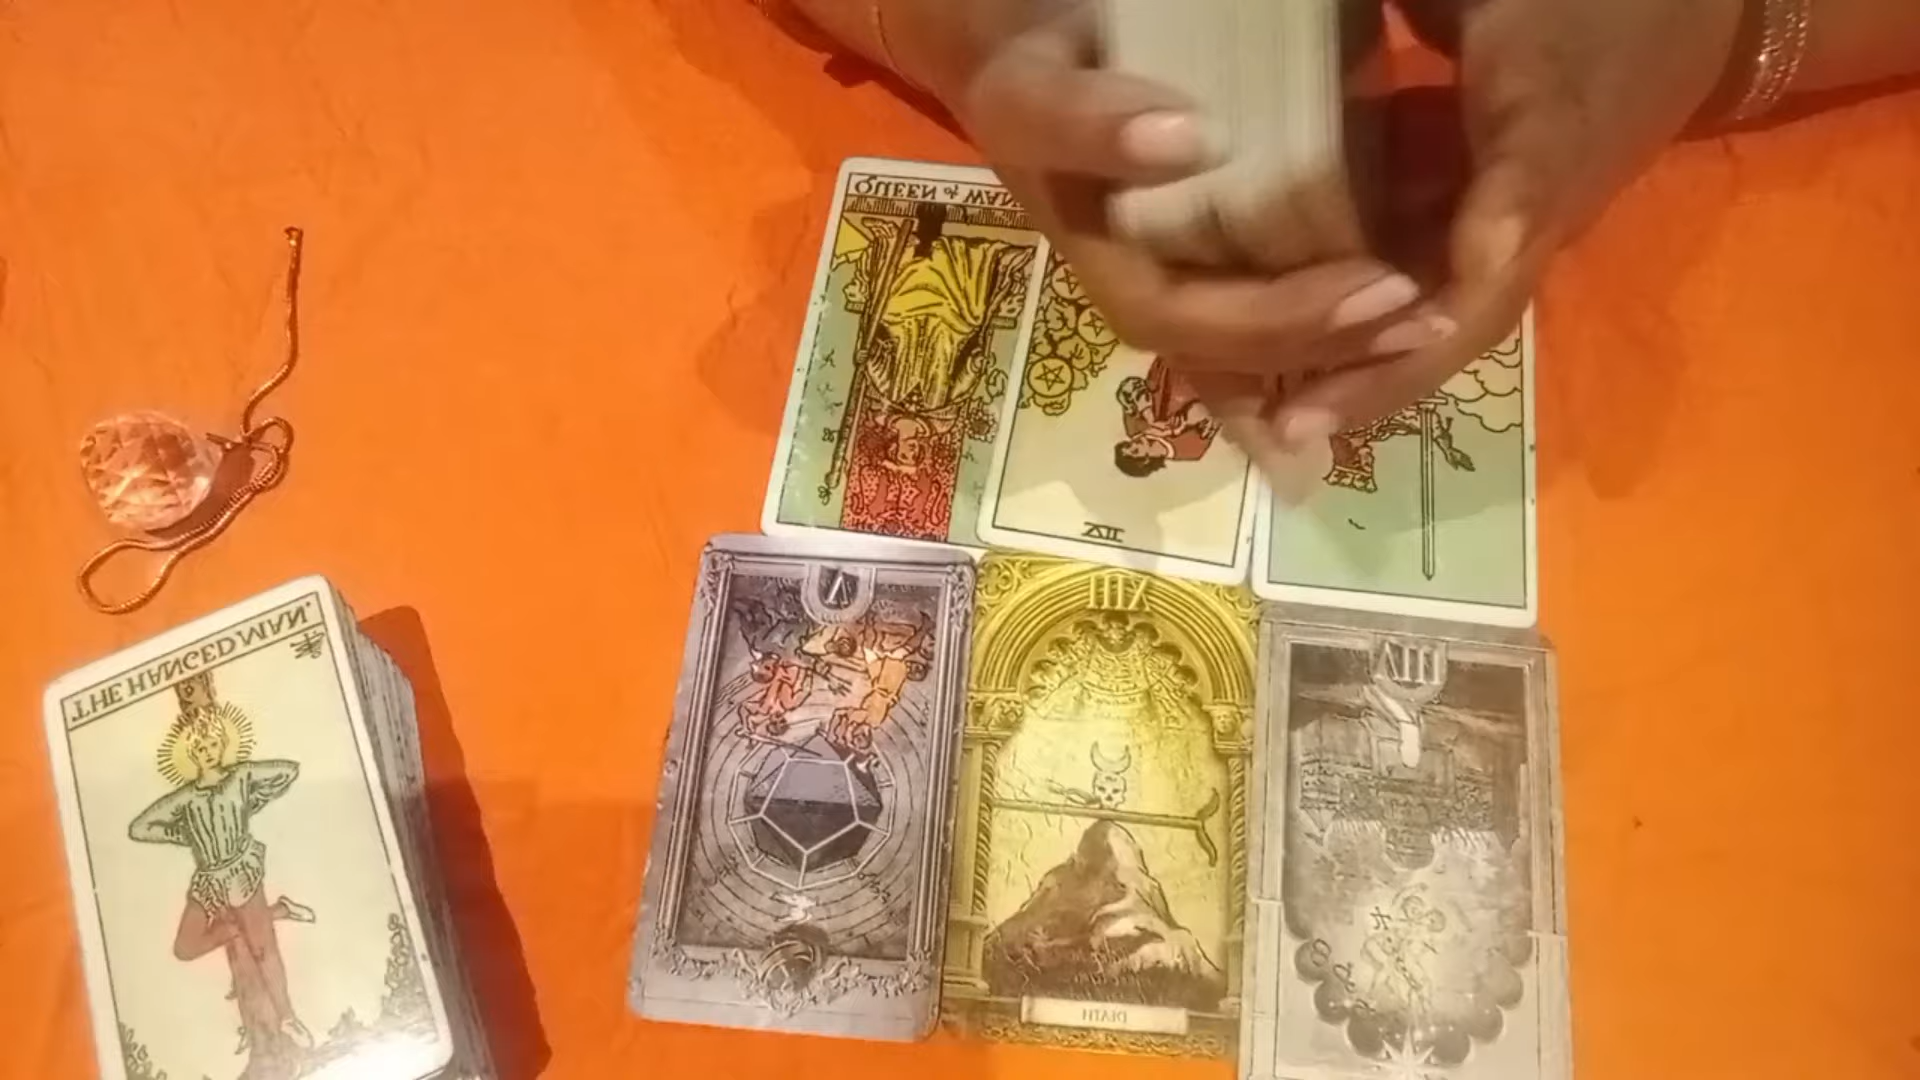 QUEEN of WAN
VII
THE HANGED MAN.
V
XIII
VIII
DEATH